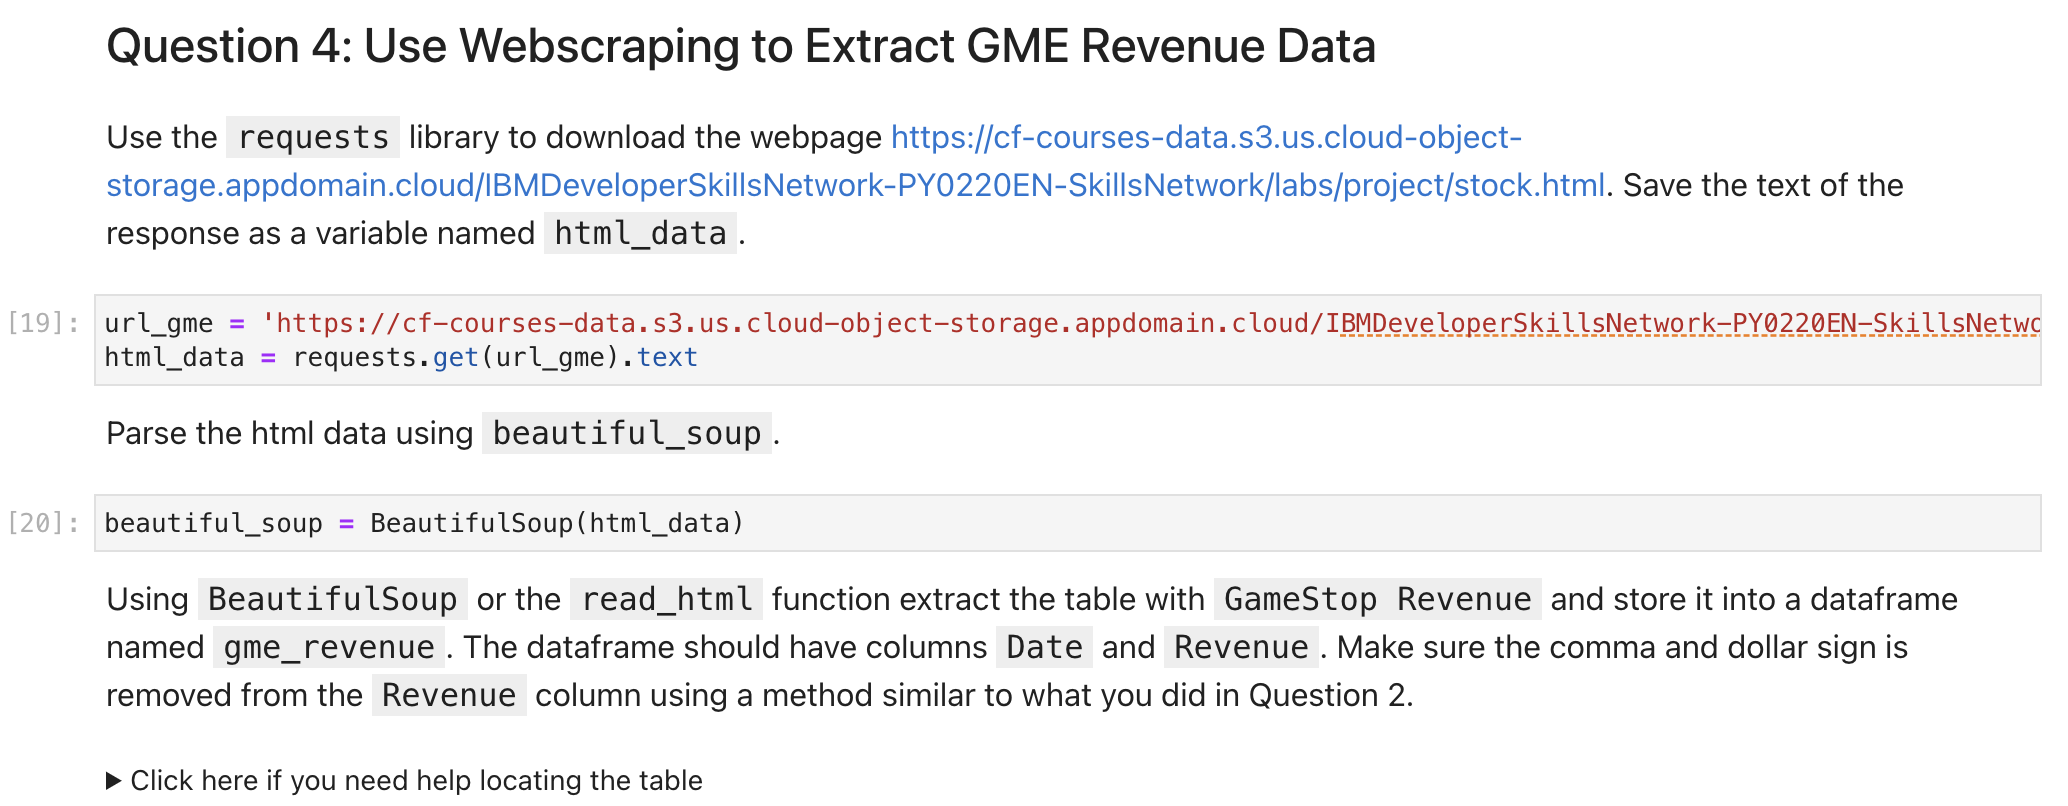 Question 4: Use Webscraping to Extract GME Revenue Data
Use the requests library to download the webpage https://cf-courses-data.s3.us.cloud-object-
storage.appdomain.cloud/IBMDeveloperSkillsNetwork-PY0220EN-SkillsNetwork/labs/project/stock.html. Save the text of the
response as a variable named html_data.
[19]: url_gme = 'https://cf-courses-data.s3.us.cloud-object-storage.appdomain.cloud/IBMDeveloperSkillsNetwork-PY0220EN-SkillsNetwo
html_data = requests.get(url_gme).text
Parse the html data using beautiful_soup.
[20]: beautiful_soup = BeautifulSoup(html_data)
Using BeautifulSoup or the read_html function extract the table with GameStop Revenue and store it into a dataframe
named gme_revenue. The dataframe should have columns Date and Revenue. Make sure the comma and dollar sign is
removed from the Revenue column using a method similar to what you did in Question 2.
▶ Click here if you need help locating the table